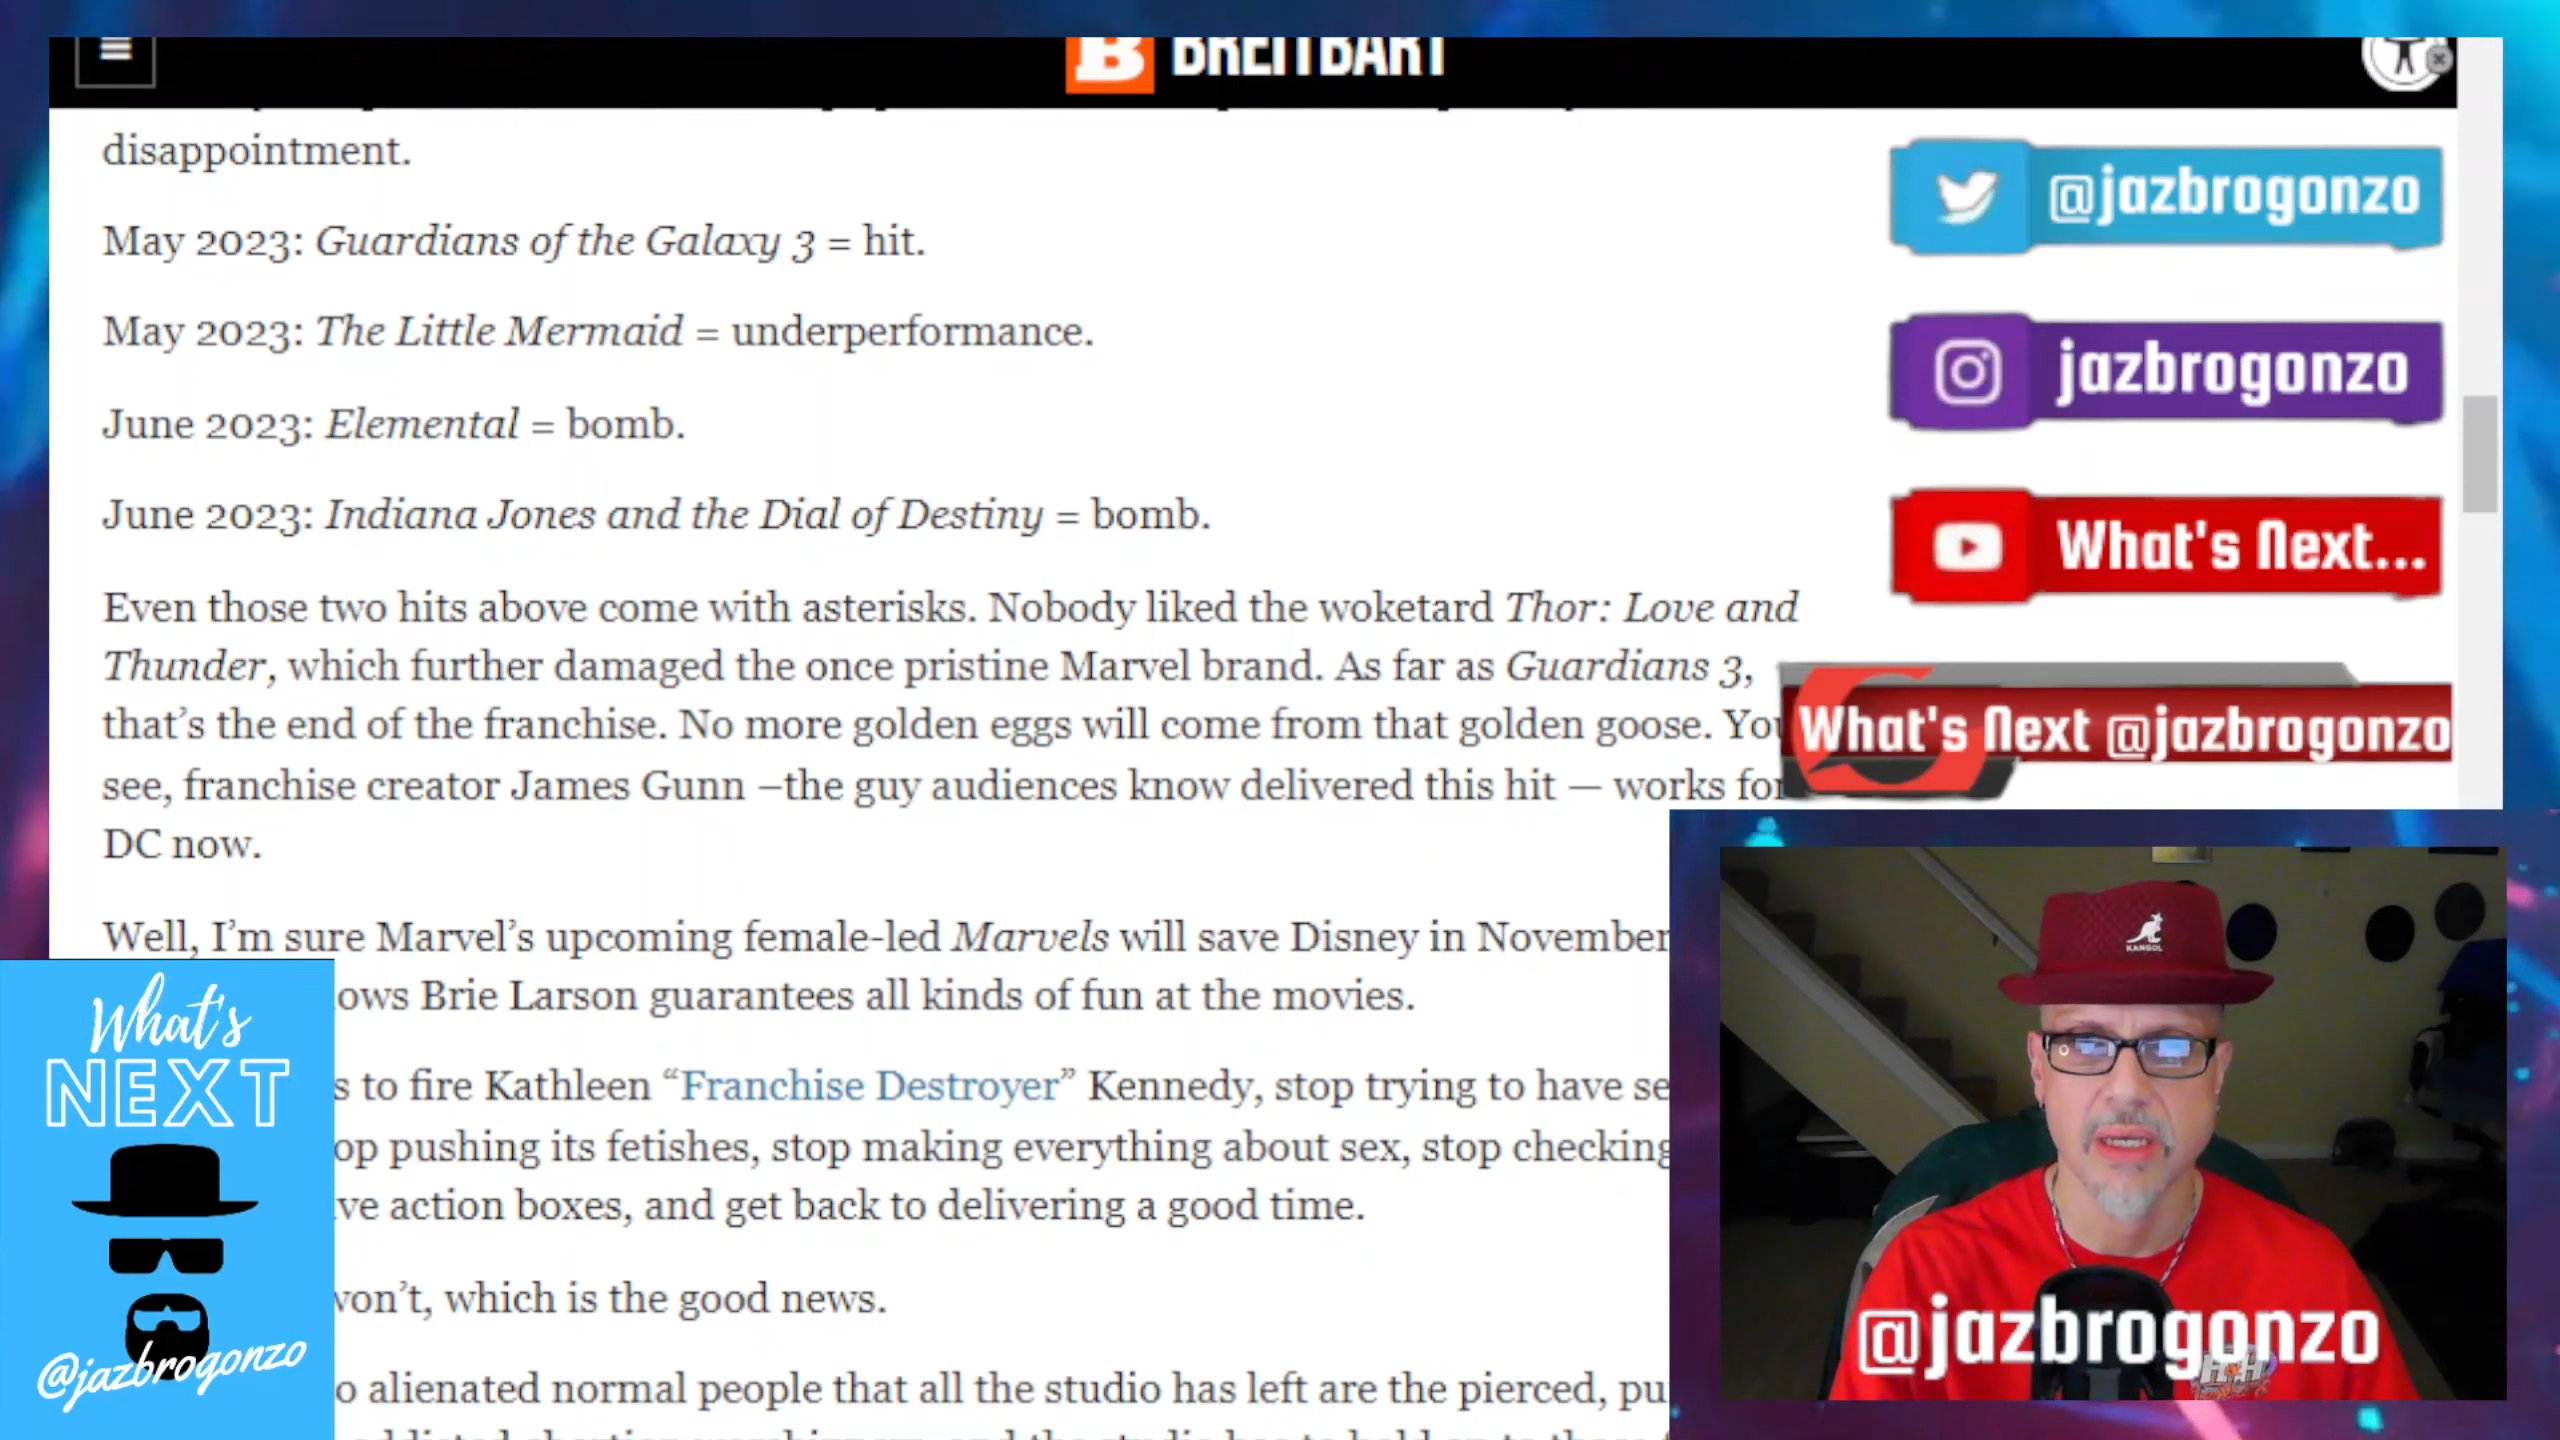 BREITBART
disappointment.
May 2023: Guardians of the Galaxy 3 = hit.
May 2023: The Little Mermaid = underperformance.
June 2023: Elemental = bomb.
June 2023: Indiana Jones and the Dial of Destiny = bomb.
Even those two hits above come with asterisks. Nobody liked the woketard Thor: Love and
Thunder, which further damaged the once pristine Marvel brand. As far as Guardians 3,
that’s the end of the franchise. No more golden eggs will come from that golden goose. You
see, franchise creator James Gunn –the guy audiences know delivered this hit — works for
DC now.
Well, I’m sure Marvel’s upcoming female-led Marvels will save Disney in November
ows Brie Larson guarantees all kinds of fun at the movies.
s to fire Kathleen “Franchise Destroyer” Kennedy, stop trying to have se
op pushing its fetishes, stop making everything about sex, stop checking
ve action boxes, and get back to delivering a good time.
won’t, which is the good news.
o alienated normal people that all the studio has left are the pierced, pu
@jazbrogonzo
jazbrogonzo
What's Next...
What's Next @jazbrogonzo
What's
NEXT
@jazbrogonzo
KANGOL
@jazbrogonzo